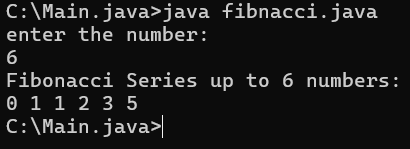 C:\Main.java>java fibnacci.java
enter the number:
6
Fibonacci Series up to 6 numbers:
0 1 1 2 3 5
C:\Main.java>